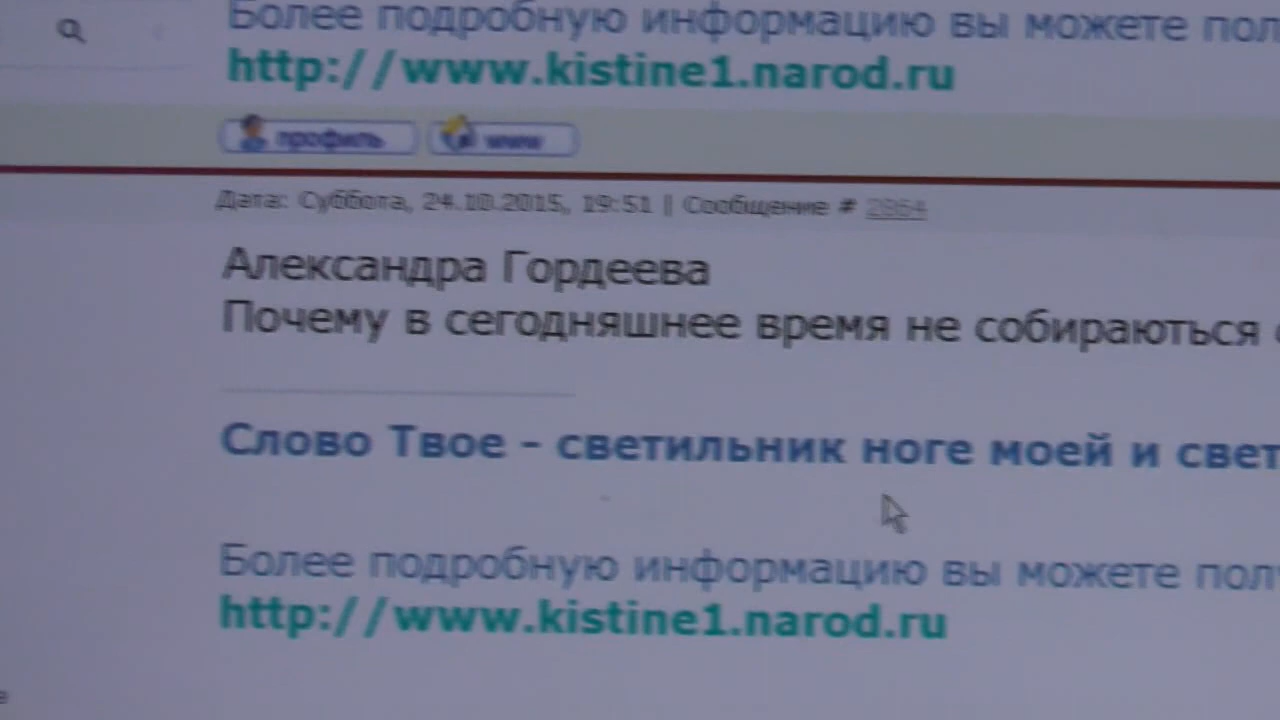 Более подробную информацию вы можете пол
http://www.kistine1.narod.ru
профиль www
Дата: Суббота, 24.10.2015, 19:51 | Сообщение # 2864
Александра Гордеева
Почему в сегодняшнее время не собираються
Слово Твое - светильник ноге моей и свет
Более подробную информацию вы можете пол
http://www.kistine1.narod.ru